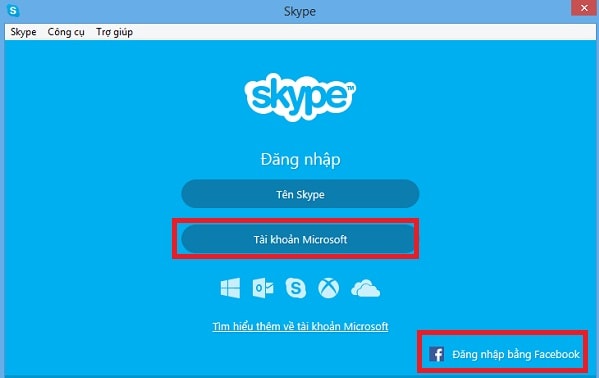 Skype
Skype Công cụ Trợ giúp
skype™
Đăng nhập
Tên Skype
Tài khoản Microsoft
Tìm hiểu thêm về tài khoản Microsoft
Đăng nhập bằng Facebook